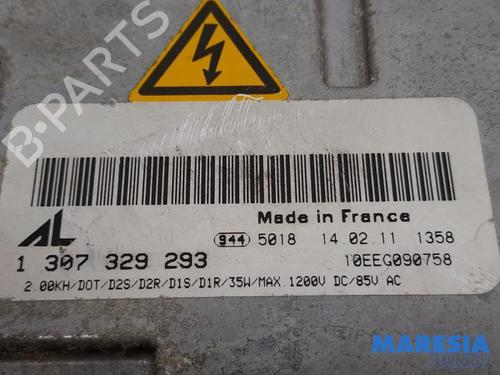 B-PARTS
AL
Made in France
944 5018 14.02.11 1358
1 307 329 293
10EEG090758
2.00KH/DOT/D2S/D2R/D1S/D1R/35W/MAX.1200V DC/85V AC
MARESIA